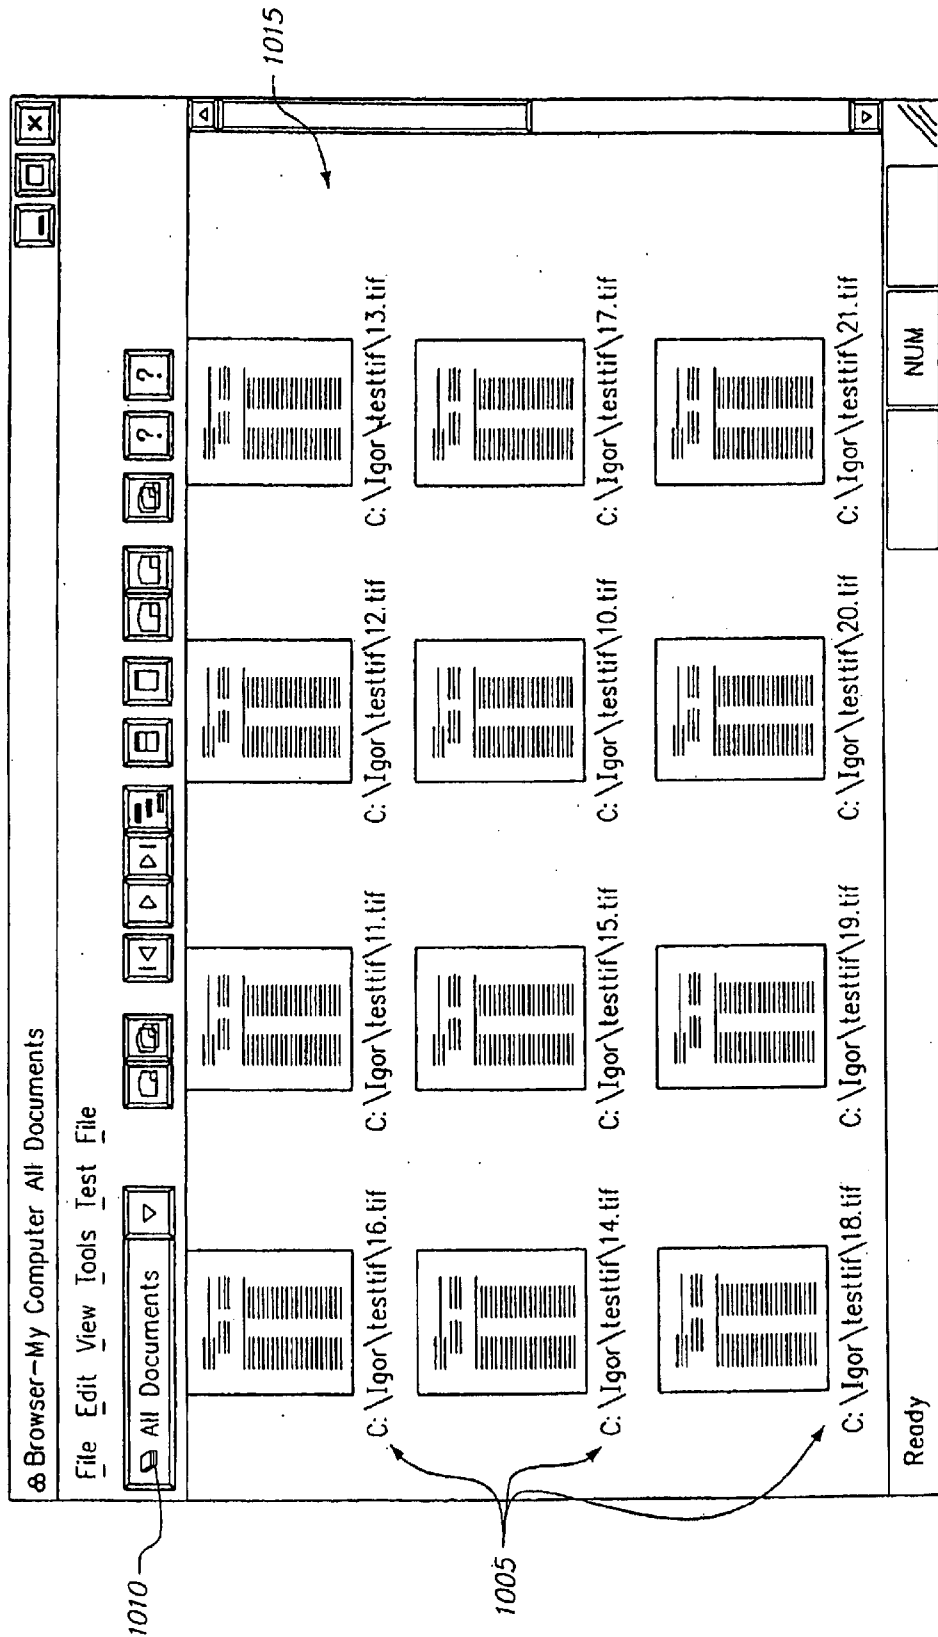 Browser-My Computer All Documents
File Edit View Tools Test File
All Documents
? ?
C:\Igor\testtif\16.tif C:\Igor\testtif\11.tif C:\Igor\testtif\12.tif C:\Igor\testtif\13.tif
C:\Igor\testtif\14.tif C:\Igor\testtif\15.tif C:\Igor\testtif\10.tif C:\Igor\testtif\17.tif
C:\Igor\testtif\18.tif C:\Igor\testtif\19.tif C:\Igor\testtif\20.tif C:\Igor\testtif\21.tif
Ready NUM
1010
1005
1015